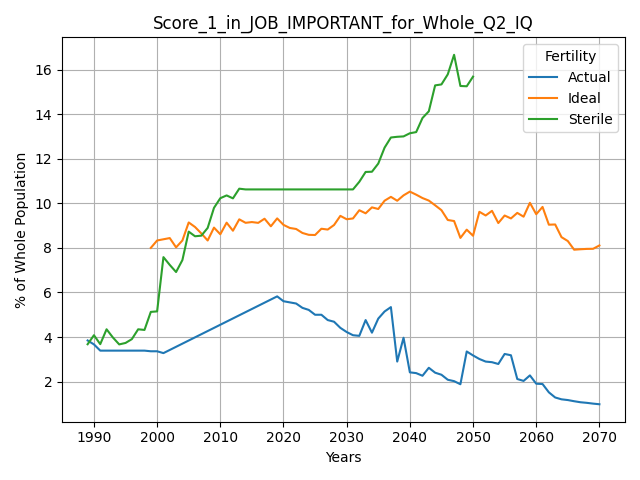 Score_1_in_JOB_IMPORTANT_for_Whole_Q2_IQ
Fertility
Actual
Ideal
Sterile
% of Whole Population
16
14
12
10
8
6
4
2
1990 2000 2010 2020 2030 2040 2050 2060 2070
Years